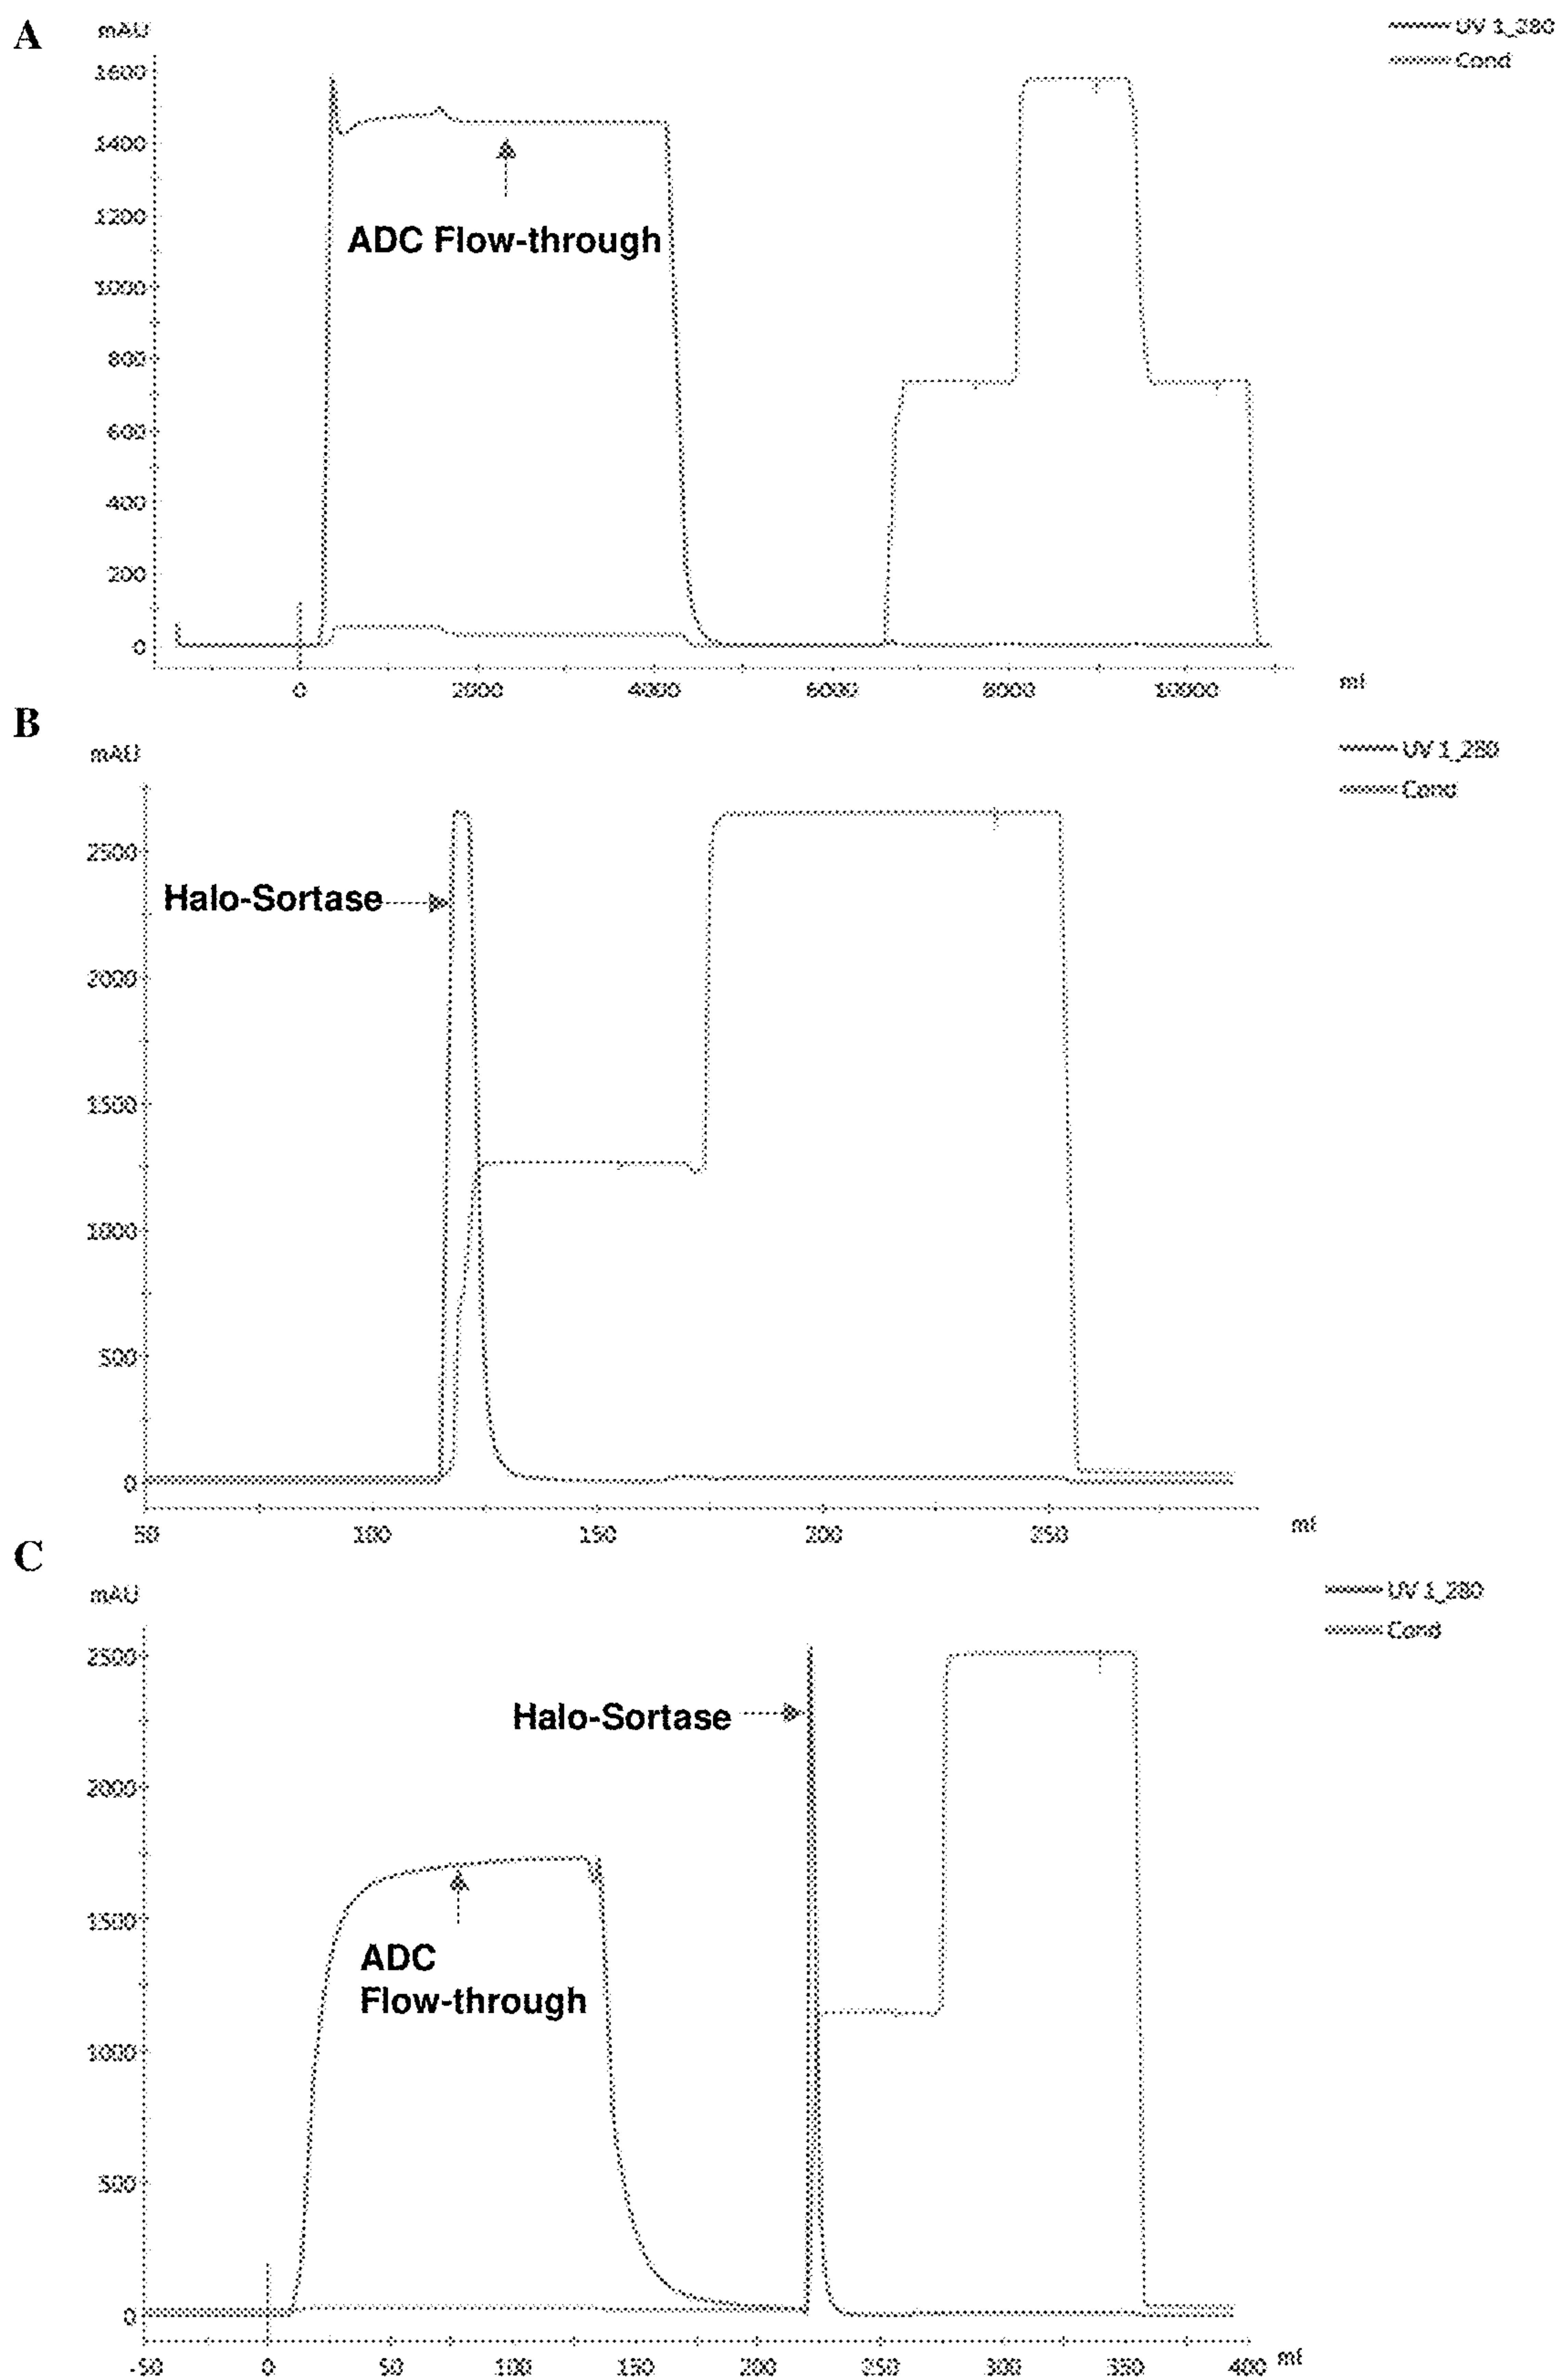 A
mAU
UV 1_280
Cond
1600
1400
1200
1000
800
600
400
200
0
ADC Flow-through
0 2000 4000 6000 8000 10000 ml
B
mAU
UV 1_280
Cond
2500
2000
1500
1000
500
0
Halo-Sortase
50 100 150 200 250 ml
C
mAU
UV 1_280
Cond
2500
2000
1500
1000
500
0
Halo-Sortase
ADC
Flow-through
-50 0 50 100 150 200 250 300 350 400 ml